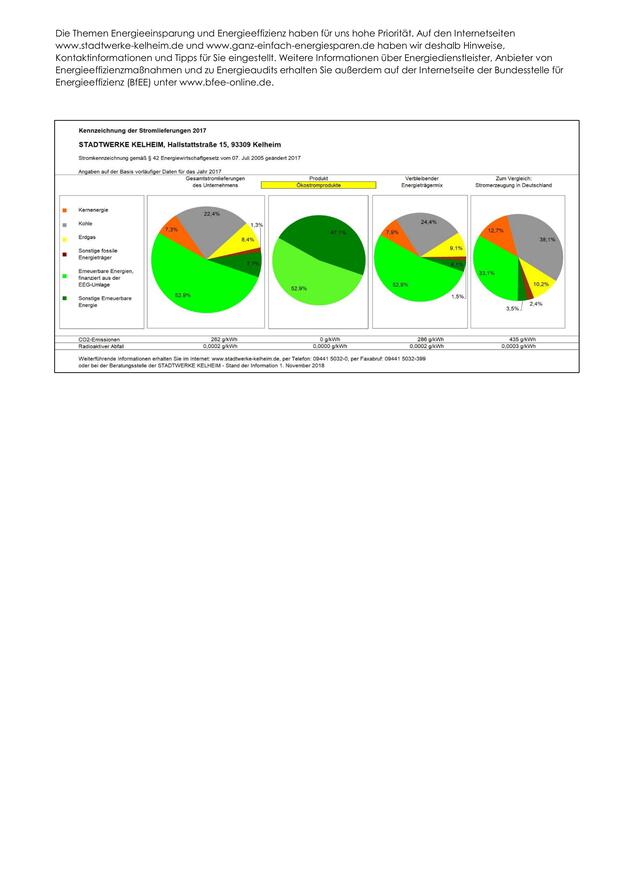 Die Themen Energieeinsparung und Energieeffizienz haben für uns hohe Priorität. Auf den Internetseiten
www.stadtwerke-kelheim.de und www.ganz-einfach-energiesparen.de haben wir deshalb Hinweise,
Kontaktinformationen und Tipps für Sie eingestellt. Weitere Informationen über Energiedienstleister, Anbieter von
Energieeffizienzmaßnahmen und zu Energieaudits erhalten Sie außerdem auf der Internetseite der Bundesstelle für
Energieeffizienz (BfEE) unter www.bfee-online.de.
Kennzeichnung der Stromlieferungen 2017
STADTWERKE KELHEIM, Hallstattstraße 15, 93309 Kelheim
Stromkennzeichnung gemäß § 42 Energiewirtschaftgesetz vom 07. Juli 2005 geändert 2017
Angaben auf der Basis vorläufiger Daten für das Jahr 2017
Gesamtstromlieferungen
des Unternehmens
Produkt
Ökostromprodukte
Verbleibender
Energieträgermix
Zum Vergleich:
Stromerzeugung in Deutschland
Kernenergie
Kohle
Erdgas
Sonstige fossile
Energieträger
Erneuerbare Energien,
finanziert aus der
EEG-Umlage
Sonstige Erneuerbare
Energie
7,3%
22,4%
1,3%
8,4%
52,9%
47,1%
52,9%
7,9%
24,4%
9,1%
52,9%
1,5%
12,7%
38,1%
33,1%
10,2%
2,4%
3,5%
CO2-Emissionen 262 g/kWh 0 g/kWh 286 g/kWh 435 g/kWh
Radioaktiver Abfall 0,0002 g/kWh 0,0000 g/kWh 0,0002 g/kWh 0,0003 g/kWh
Weiterführende Informationen erhalten Sie im Internet: www.stadtwerke-kelheim.de, per Telefon: 09441 5032-0, per Faxabruf: 09441 5032-399
oder bei der Beratungsstelle der STADTWERKE KELHEIM - Stand der Information 1. November 2018